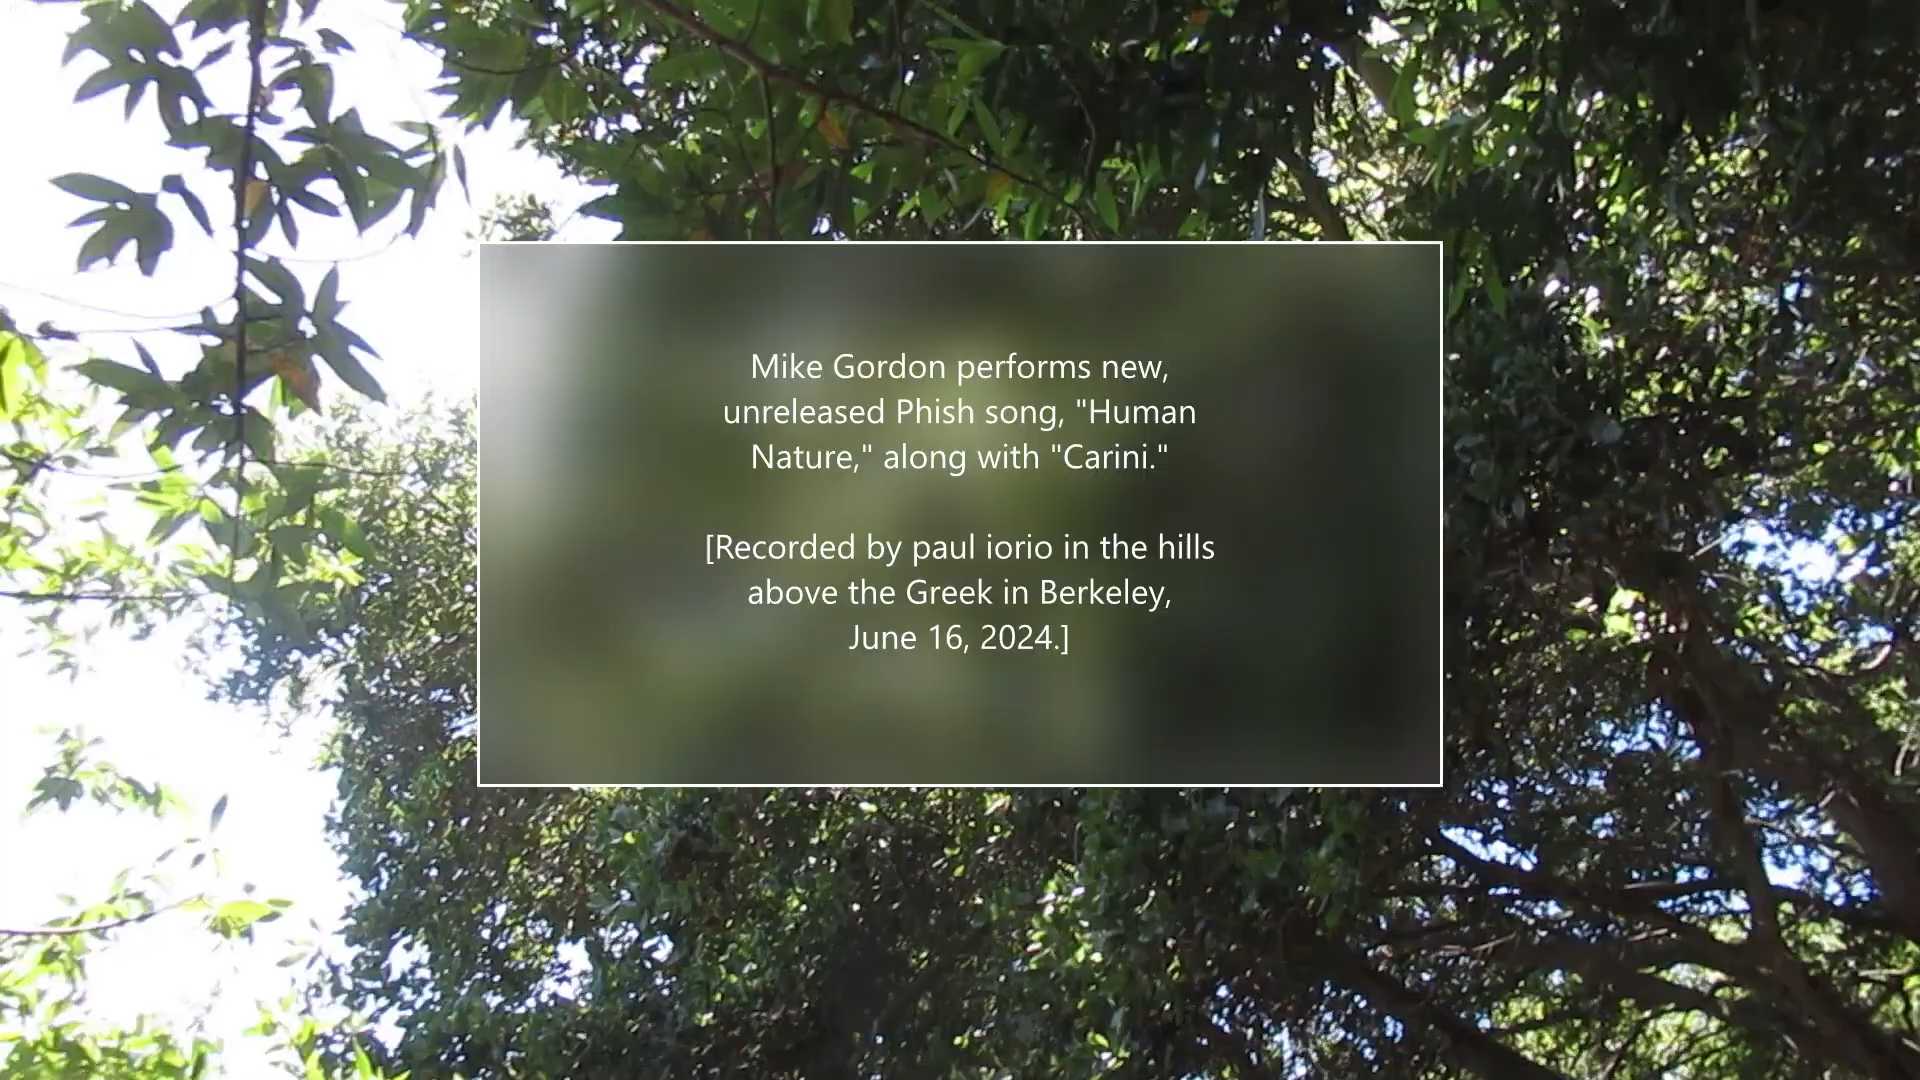 Mike Gordon performs new,
unreleased Phish song, "Human
Nature," along with "Carini."
[Recorded by paul iorio in the hills
above the Greek in Berkeley,
June 16, 2024.]